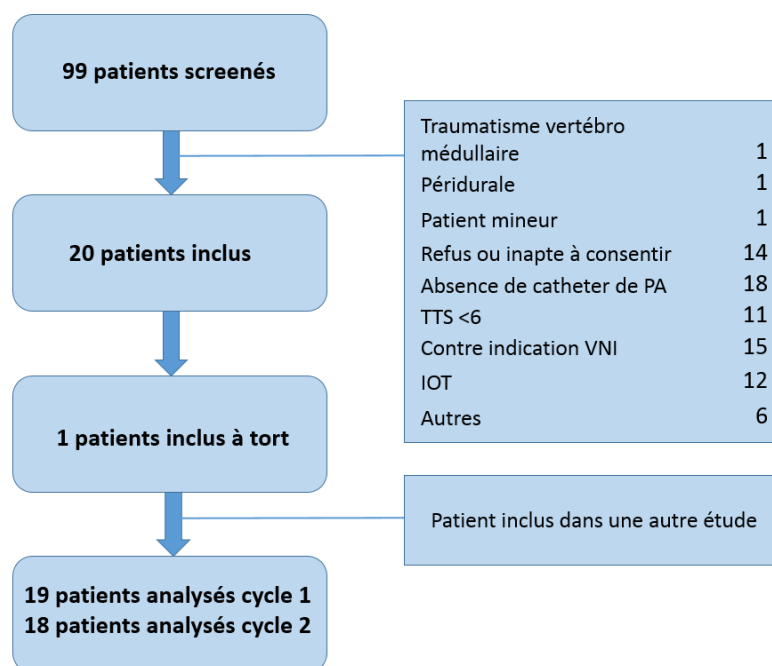 99 patients screenés
Traumatisme vertébro
médullaire 1
Péridurale 1
Patient mineur 1
Refus ou inapte à consentir 14
Absence de catheter de PA 18
TTS <6 11
Contre indication VNI 15
IOT 12
Autres 6
20 patients inclus
1 patients inclus à tort
Patient inclus dans une autre étude
19 patients analysés cycle 1
18 patients analysés cycle 2